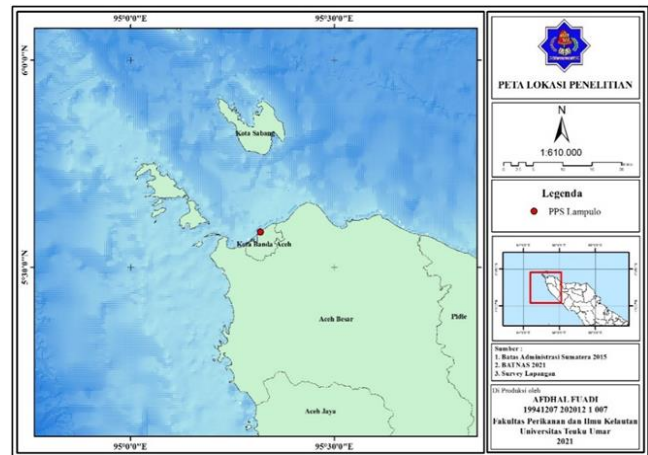 95°0'0"E
95°30'0"E
6°0'0"N
5°30'0"N
Kota Sabang
Kota Banda Aceh
Aceh Besar
Pidie
Aceh Jaya
95°0'0"E
95°30'0"E
PETA LOKASI PENELITIAN
N
1:610.000
Legenda
PPS Lampulo
Sumber :
1. Batas Administrasi Sumatera 2015
2. BATNAS 2021
3. Survey Lapangan
Di Produksi oleh
AFDHAL FUADI
19941207 202012 1 007
Fakultas Perikanan dan Ilmu Kelautan
Universitas Teuku Umar
2021